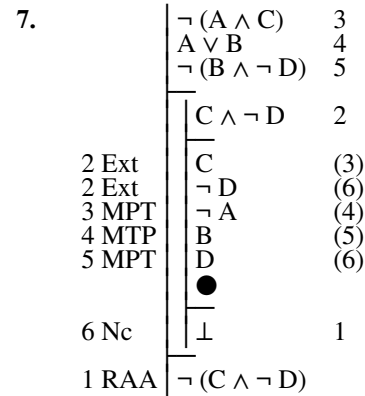 7.
¬ (A ∧ C) 3
A ∨ B 4
¬ (B ∧ ¬ D) 5
C ∧ ¬ D 2
2 Ext C (3)
2 Ext ¬ D (6)
3 MPT ¬ A (4)
4 MTP B (5)
5 MPT D (6)
●
6 Nc ⊥ 1
1 RAA ¬ (C ∧ ¬ D)